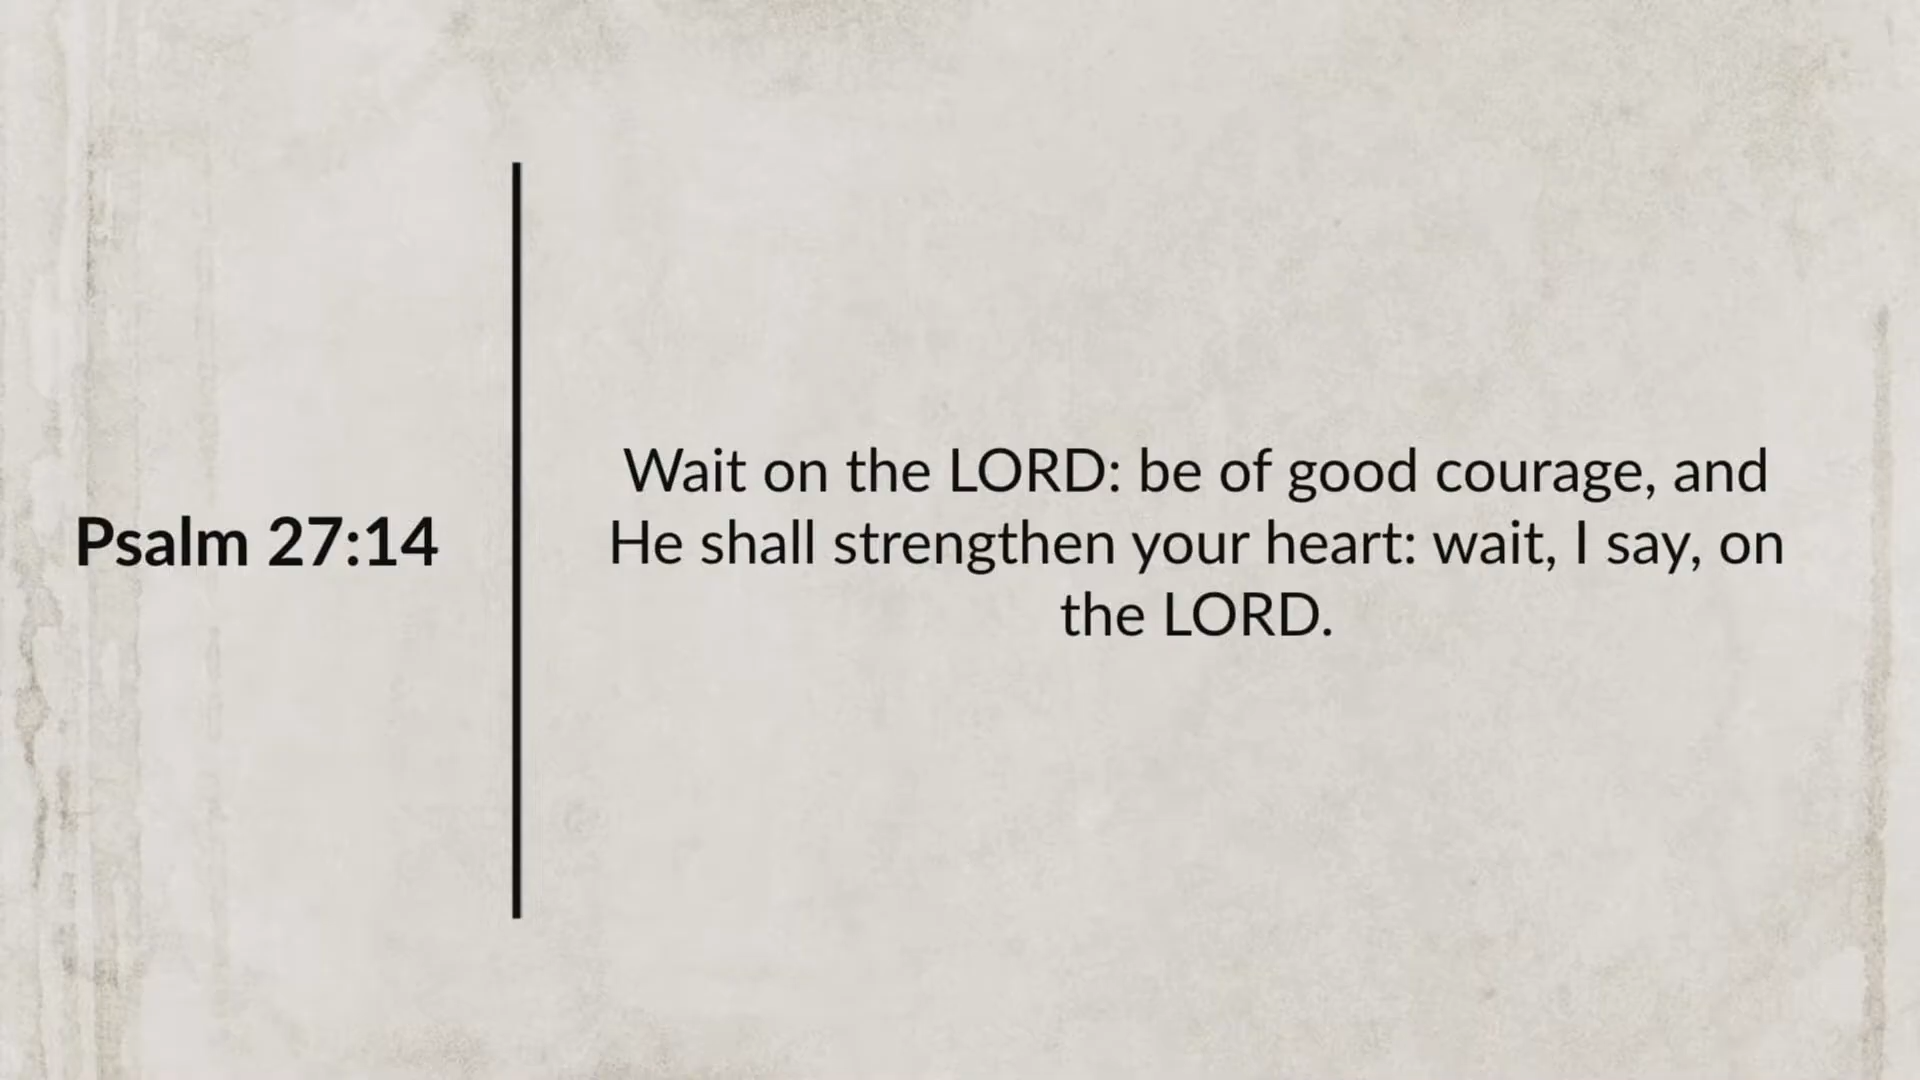 Psalm 27:14
Wait on the LORD: be of good courage, and
He shall strengthen your heart: wait, I say, on
the LORD.